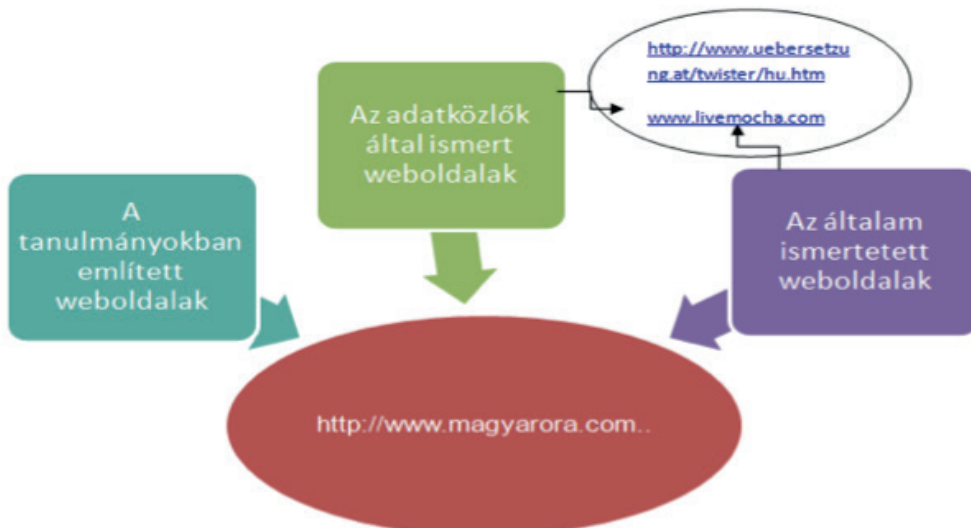 http://www.uebersetzu
ng.at/twister/hu.htm
www.livemocha.com
Az adatközlők
által ismert
weboldalak
A
tanulmányokban
említett
weboldalak
Az általam
ismertetett
weboldalak
http://www.magyarora.com..